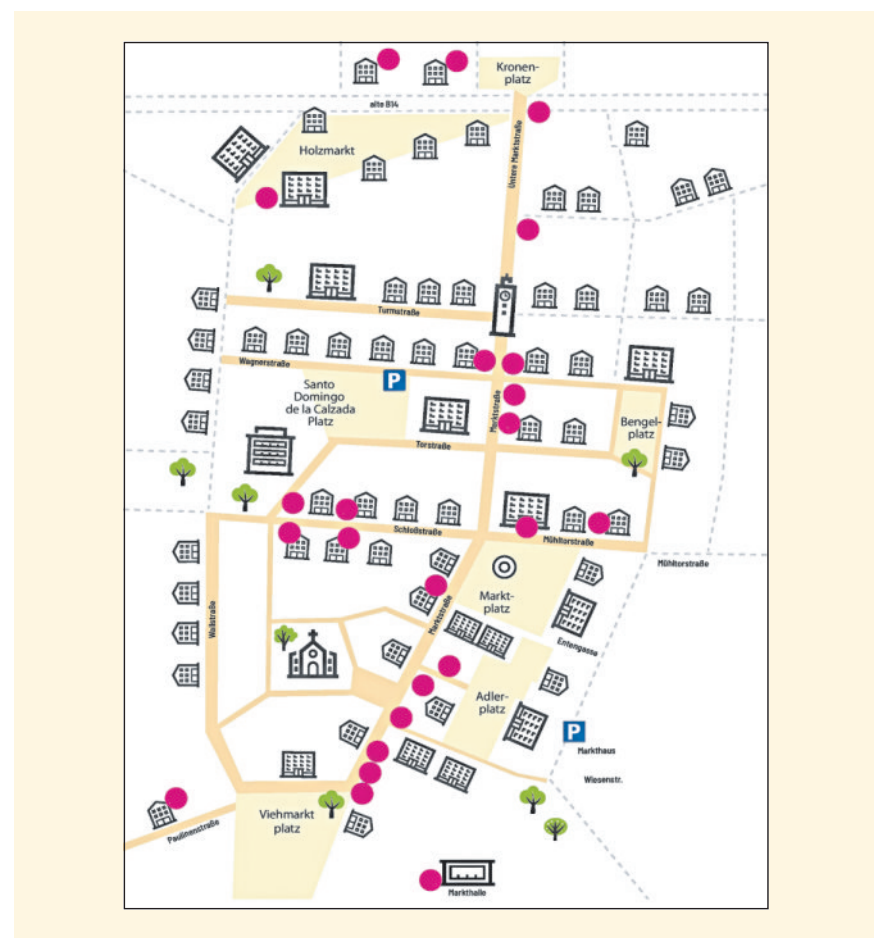 Kronen-
platz
alte B14
Holzmarkt
Untere Marktstraße
Turmstraße
Wagnerstraße
P
Santo
Domingo
de la Calzada
Platz
Marktstraße
Bengel-
platz
Torstraße
Schloßstraße
Mühltorstraße
Mühltorstraße
Markt-
platz
Wallstraße
Marktstraße
Entengasse
Adler-
platz
P
Markthaus
Wiesenstr.
Viehmarkt
platz
Paulinenstraße
Markthalle